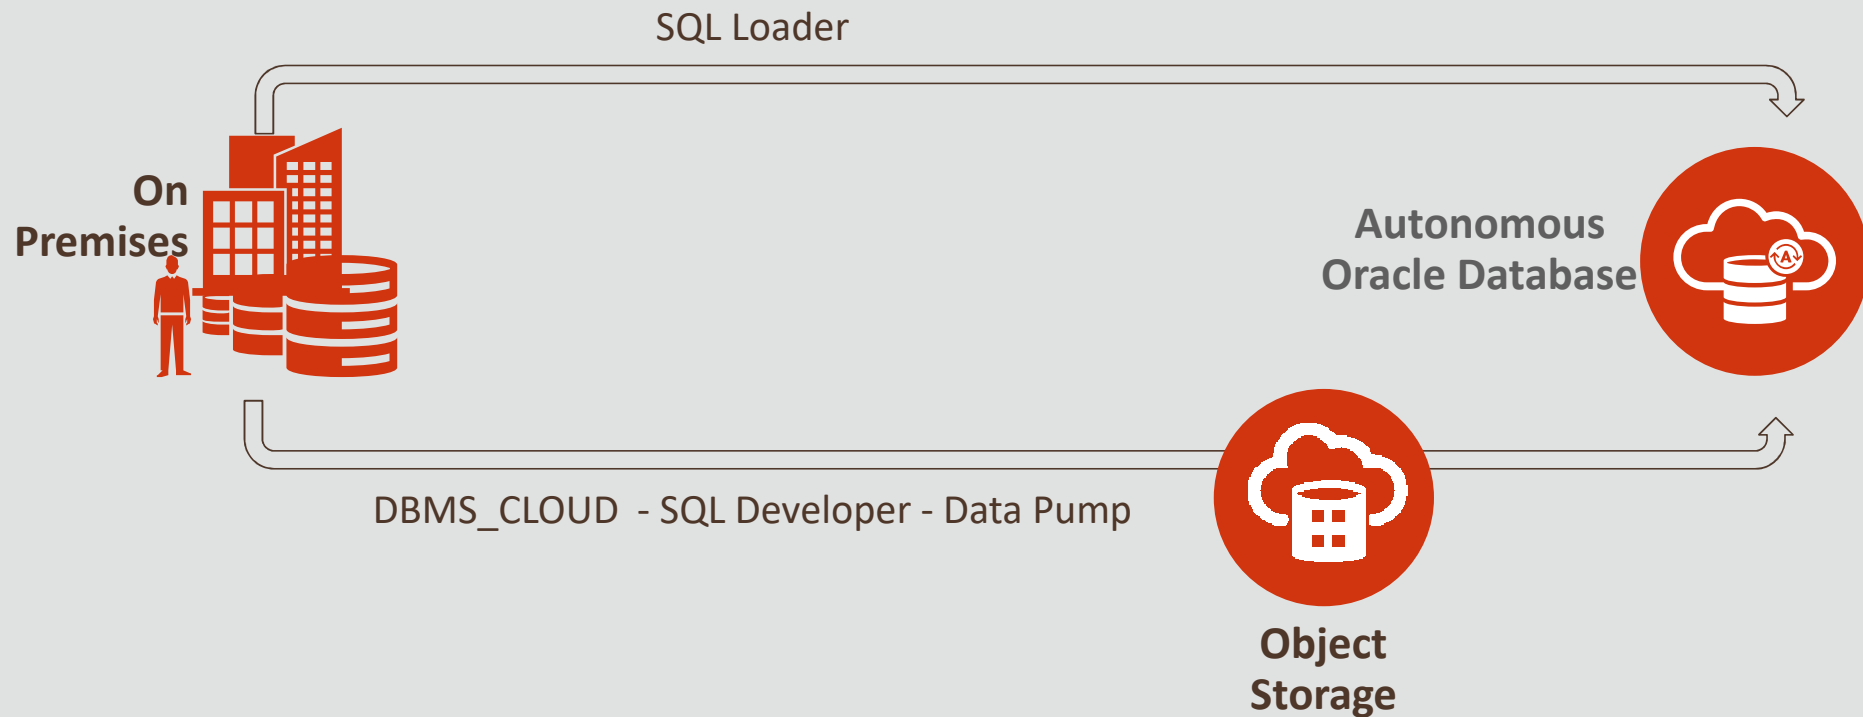 SQL Loader
On
Premises
Autonomous
Oracle Database
A
DBMS_CLOUD - SQL Developer - Data Pump
Object
Storage